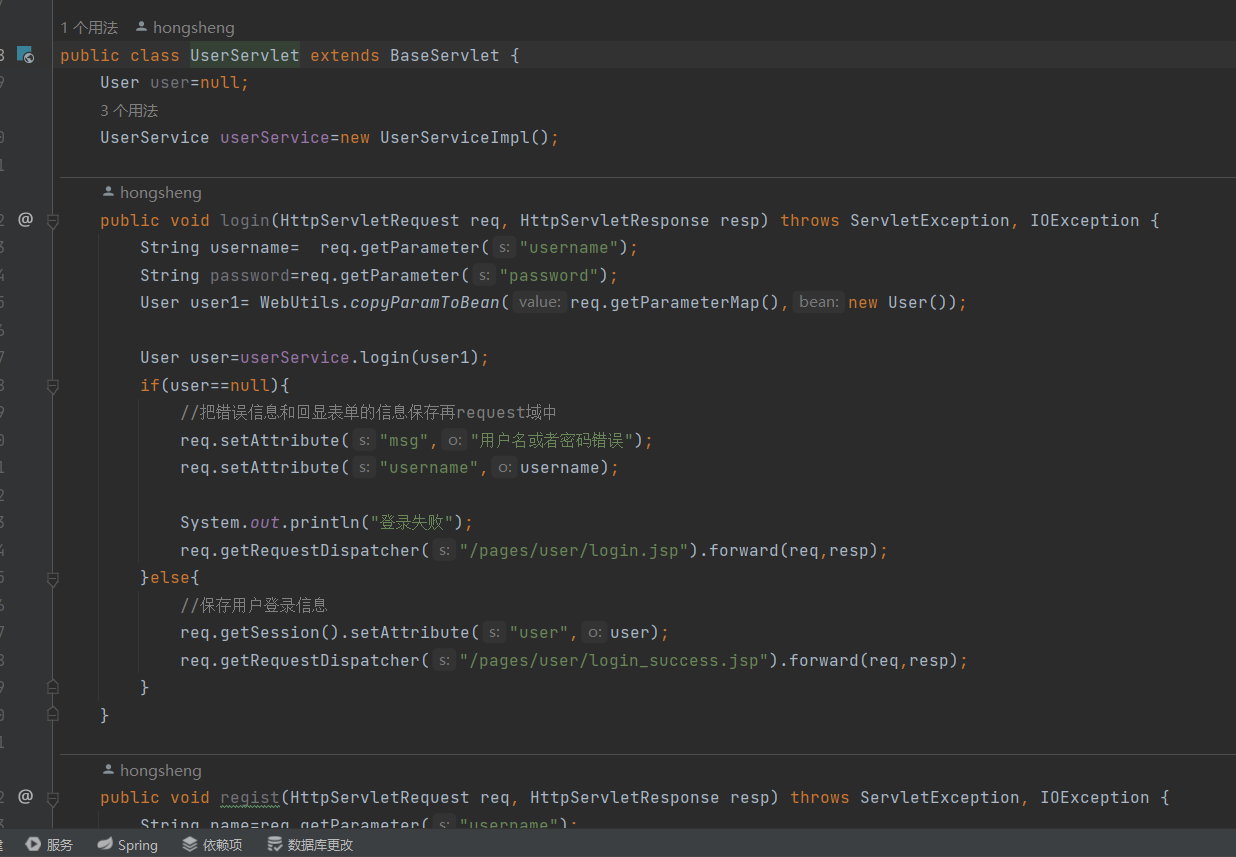 1 个用法 hongsheng
public class UserServlet extends BaseServlet {
User user=null;
3 个用法
UserService userService=new UserServiceImpl();
hongsheng
public void login(HttpServletRequest req, HttpServletResponse resp) throws ServletException, IOException {
String username= req.getParameter( s: "username");
String password=req.getParameter( s: "password");
User user1= WebUtils.copyParamToBean( value: req.getParameterMap(), bean: new User());
User user=userService.login(user1);
if(user==null){
//把错误信息和回显表单的信息保存再request域中
req.setAttribute( s: "msg", o: "用户名或者密码错误");
req.setAttribute( s: "username", o: username);
System.out.println("登录失败");
req.getRequestDispatcher( s: "/pages/user/login.jsp").forward(req,resp);
}else{
//保存用户登录信息
req.getSession().setAttribute( s: "user", o: user);
req.getRequestDispatcher( s: "/pages/user/login_success.jsp").forward(req,resp);
}
}
hongsheng
public void regist(HttpServletRequest req, HttpServletResponse resp) throws ServletException, IOException {
String name=req.getParameter( s: "username");
服务 Spring 依赖项 数据库更改